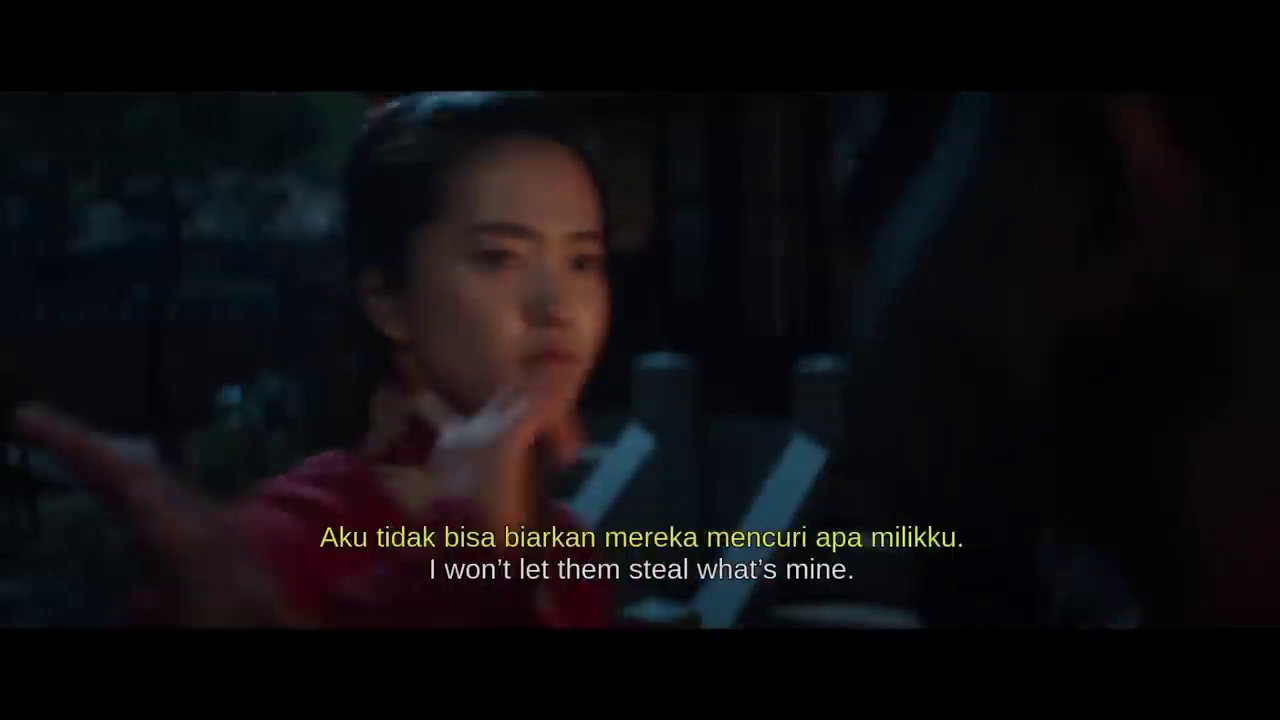 Aku tidak bisa biarkan mereka mencuri apa milikku.
I won’t let them steal what’s mine.